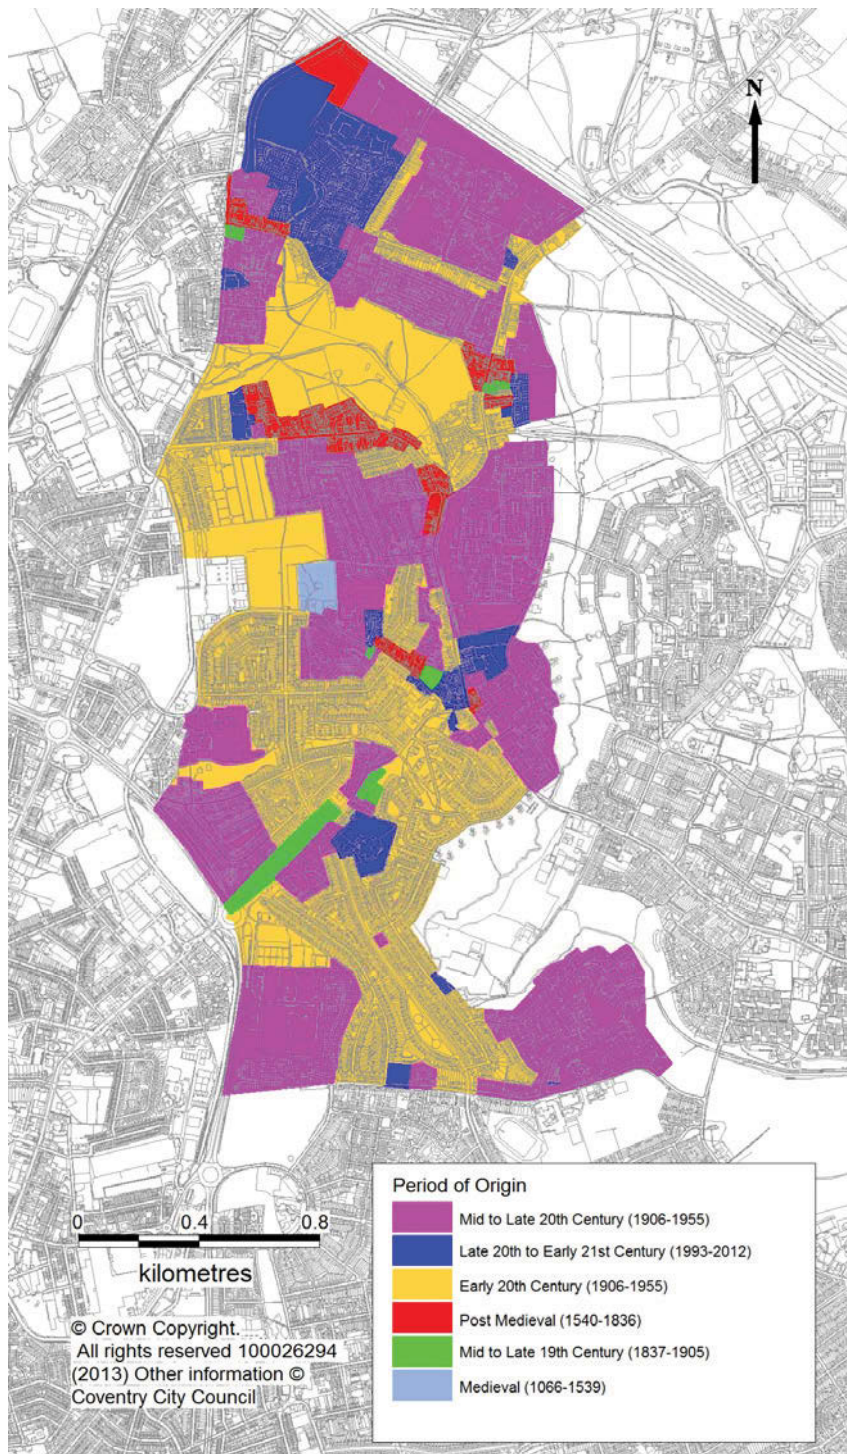 N
0 0.4 0.8
kilometres
© Crown Copyright.
All rights reserved 100026294
(2013) Other information ©
Coventry City Council
Period of Origin
Mid to Late 20th Century (1906-1955)
Late 20th to Early 21st Century (1993-2012)
Early 20th Century (1906-1955)
Post Medieval (1540-1836)
Mid to Late 19th Century (1837-1905)
Medieval (1066-1539)